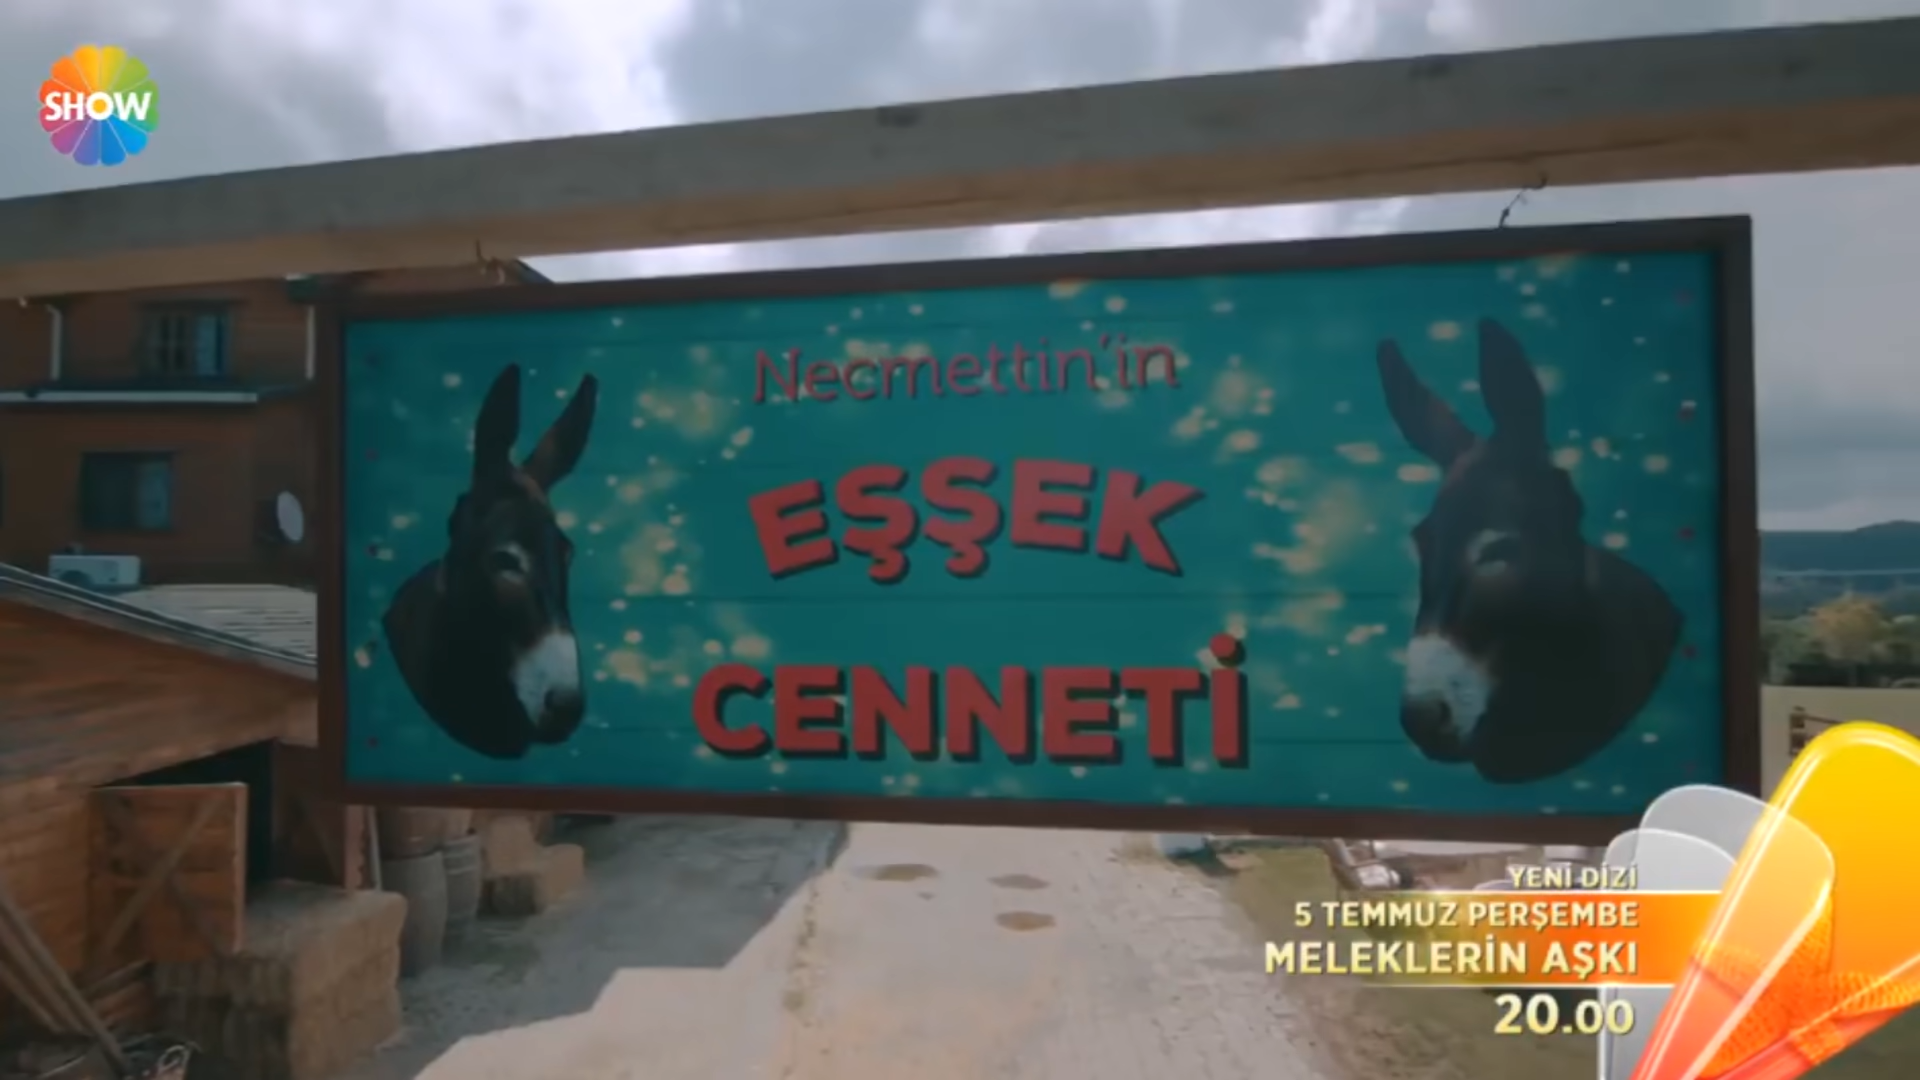 SHOW
Necmettin'in
EŞŞEK
CENNETİ
YENİ DİZİ
5 TEMMUZ PERŞEMBE
MELEKLERİN AŞKI
20.00